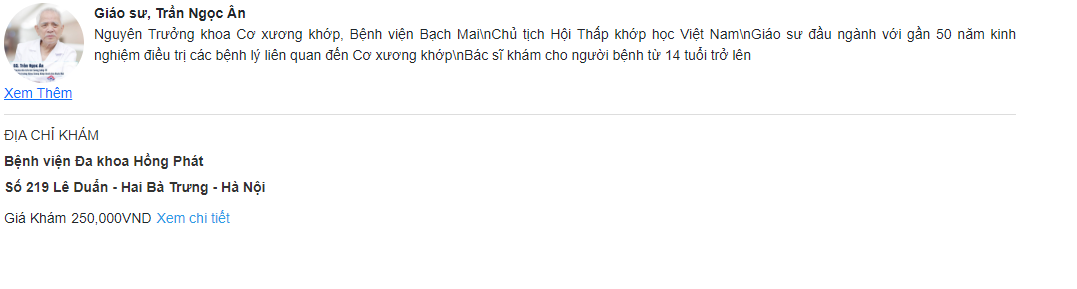 Giáo sư, Trần Ngọc Ân
Nguyên Trưởng khoa Cơ xương khớp, Bệnh viện Bạch Mai\nChủ tịch Hội Thấp khớp học Việt Nam\nGiáo sư đầu ngành với gần 50 năm kinh
nghiệm điều trị các bệnh lý liên quan đến Cơ xương khớp\nBác sĩ khám cho người bệnh từ 14 tuổi trở lên
GS. Trần Ngọc Ân
Xem Thêm
ĐỊA CHỈ KHÁM
Bệnh viện Đa khoa Hồng Phát
Số 219 Lê Duẩn - Hai Bà Trưng - Hà Nội
Giá Khám 250,000VND Xem chi tiết